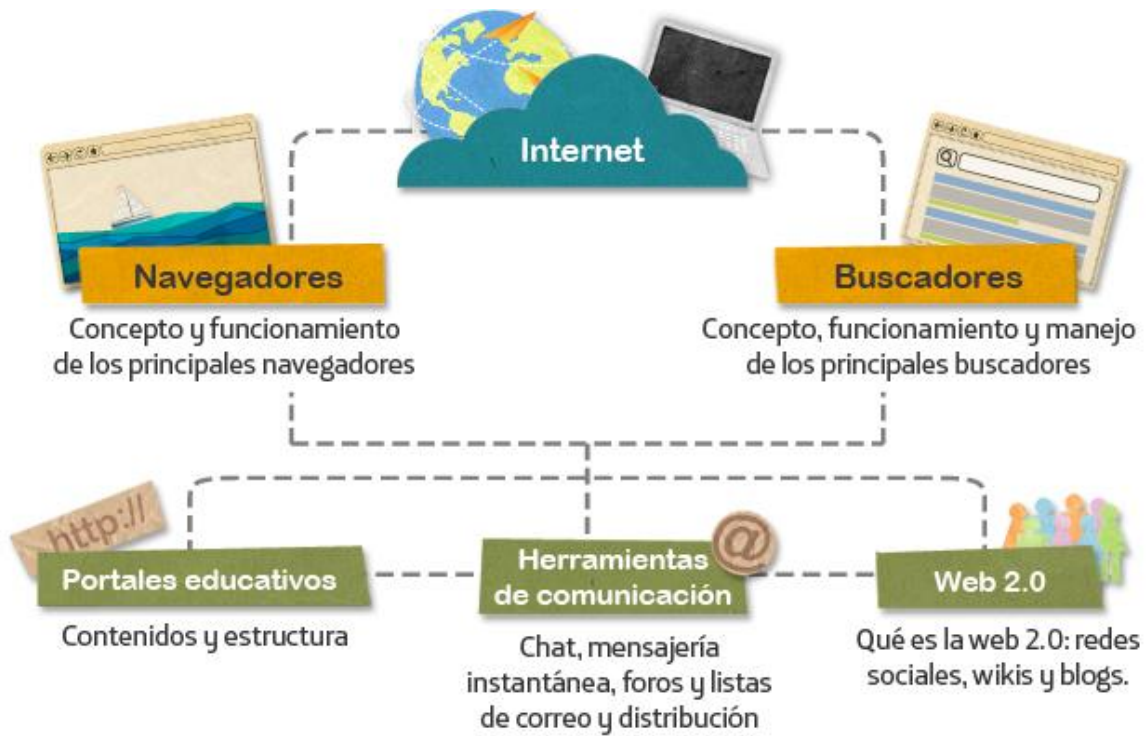 Internet
Navegadores
Concepto y funcionamiento
de los principales navegadores
Buscadores
Concepto, funcionamiento y manejo
de los principales buscadores
http://
Portales educativos
Contenidos y estructura
@
Herramientas
de comunicación
Chat, mensajería
instantánea, foros y listas
de correo y distribución
Web 2.0
Qué es la web 2.0: redes
sociales, wikis y blogs.